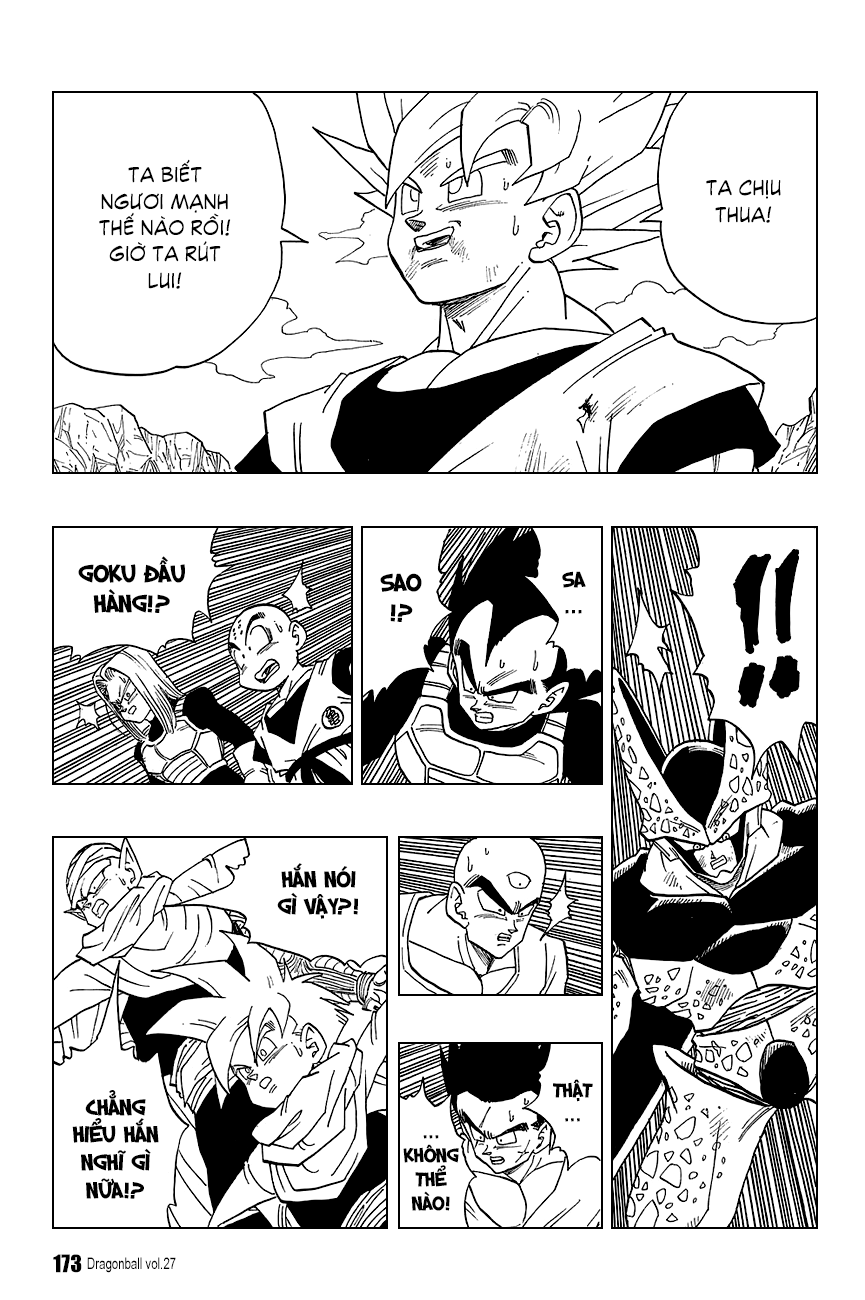 TA CHỊU
THUA!
TA BIẾT
NGƯƠI MẠNH
THẾ NÀO RỒI!
GIỜ TA RÚT
LUI!
!!
SA
...
SAO
!?
GOKU ĐẦU
HÀNG!?
THẬT
...
...
KHÔNG
THỂ
NÀO!
HẮN NÓI
GÌ VẬY?!
CHẲNG
HIỂU HẮN
NGHĨ GÌ
NỮA!?
173 Dragonball vol.27